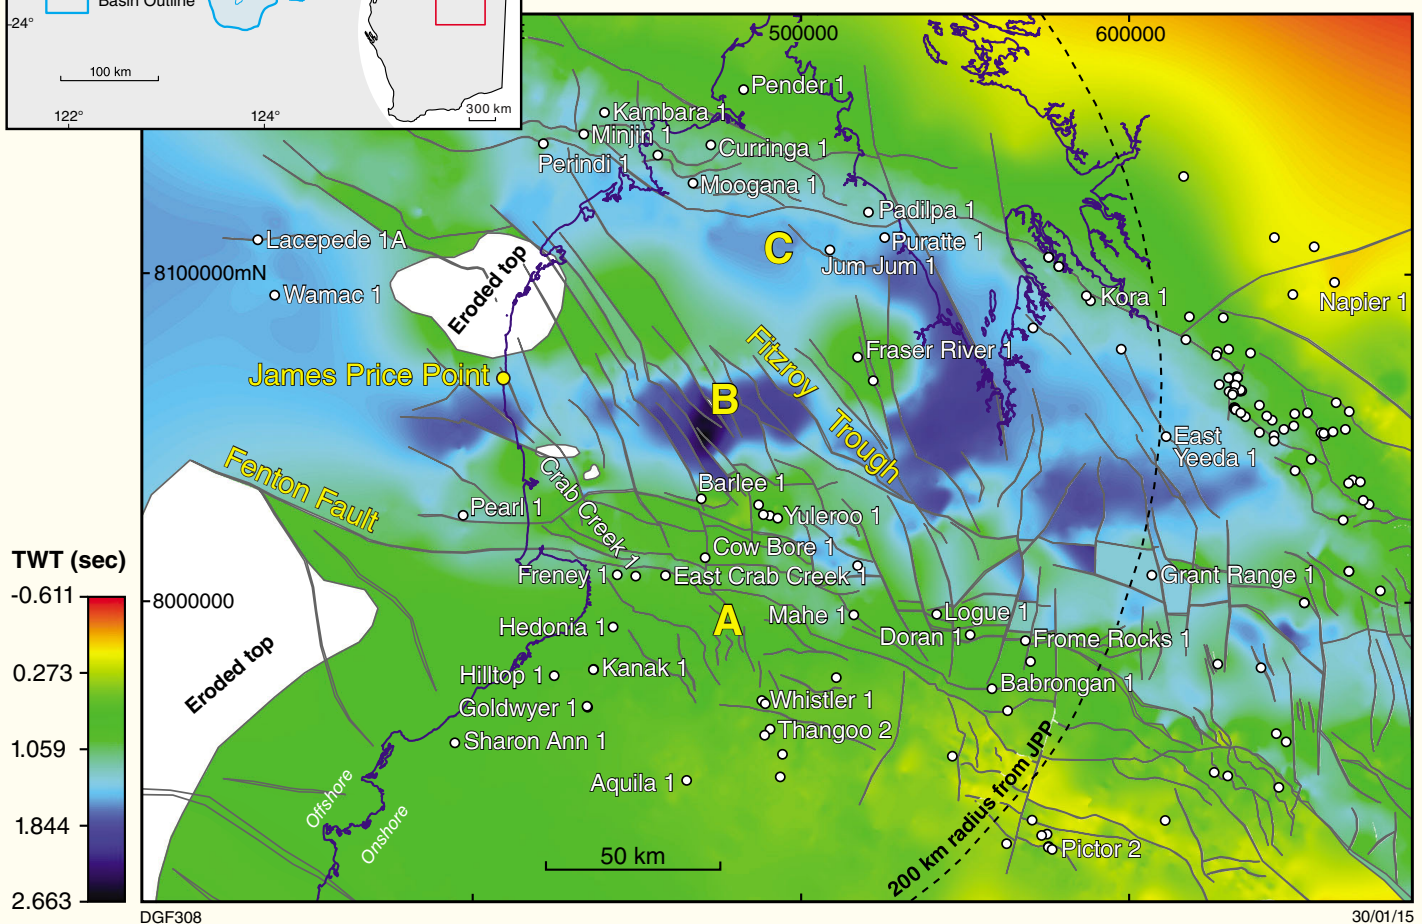 Basin Outline
-24°
100 km
300 km
122°
124°
500000
600000
Pender 1
Kambara 1
Minjin 1
Perindi 1
Curringa 1
Moogana 1
Padilpa 1
Puratte 1
Jum Jum 1
Lacepede 1A
8100000mN
Wamac 1
Eroded top
C
Kora 1
Napier 1
Fraser River 1
James Price Point
Fitzroy
Trough
B
East
Yeeda 1
Fenton Fault
Crab Creek 1
Barlee 1
Pearl 1
Yuleroo 1
Cow Bore 1
Freney 1
East Crab Creek 1
Grant Range 1
TWT (sec)
-0.611
0.273
1.059
1.844
2.663
8000000
A
Mahe 1
Logue 1
Doran 1
Frome Rocks 1
Hedonia 1
Eroded top
Hilltop 1
Kanak 1
Babrongan 1
Goldwyer 1
Whistler 1
Thangoo 2
Sharon Ann 1
Aquila 1
Offshore
Onshore
200 km radius from JPP
50 km
Pictor 2
DGF308
30/01/15